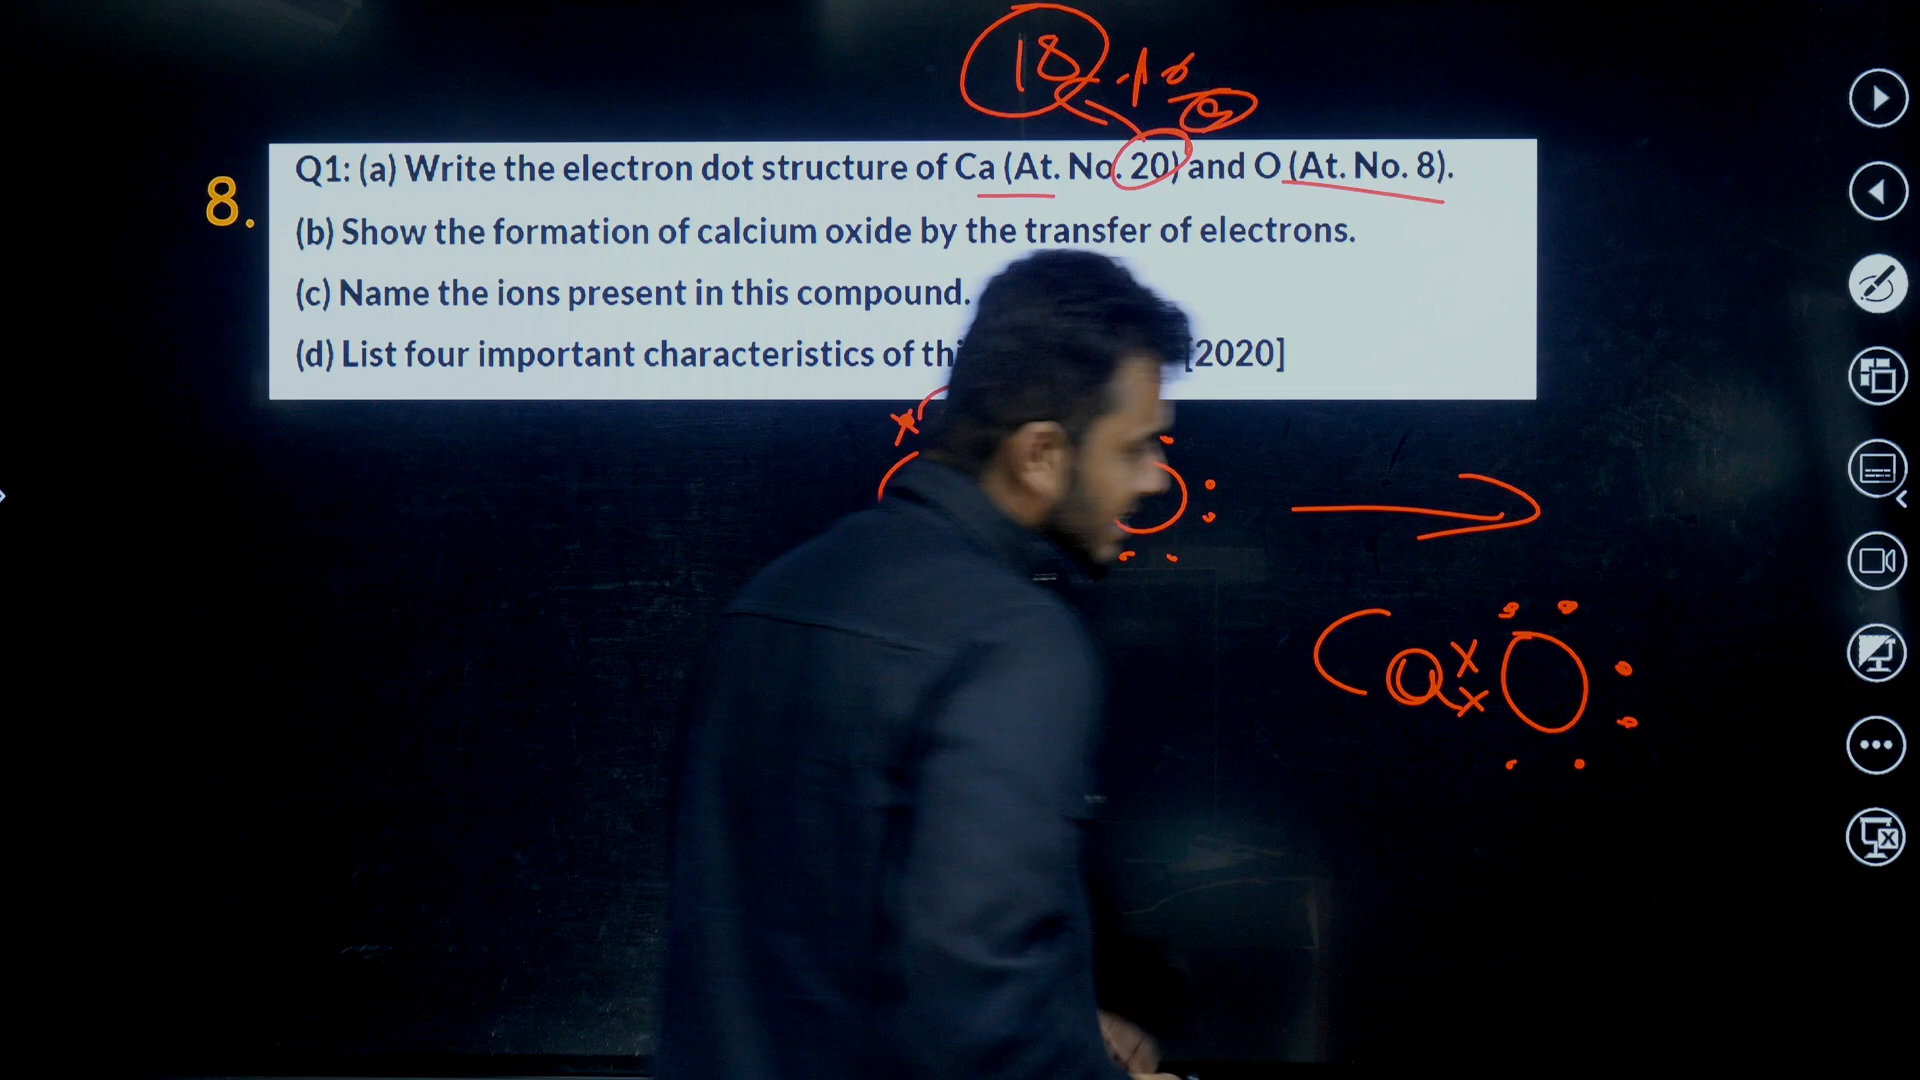 18
8.
Q1: (a) Write the electron dot structure of Ca (At. No. 20) and O (At. No. 8).
(b) Show the formation of calcium oxide by the transfer of electrons.
(c) Name the ions present in this compound.
(d) List four important characteristics of [2020]
Ca×× O